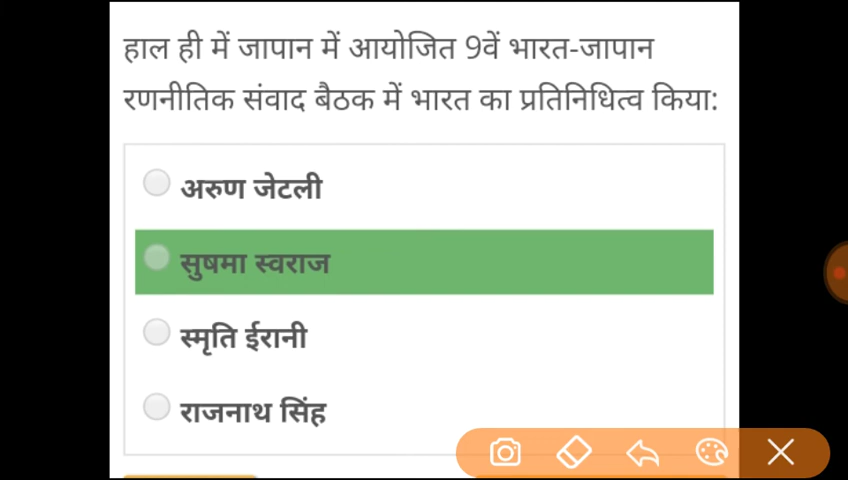 हाल ही में जापान में आयोजित 9वें भारत-जापान
रणनीतिक संवाद बैठक में भारत का प्रतिनिधित्व किया:
अरुण जेटली
सुषमा स्वराज
स्मृति ईरानी
राजनाथ सिंह